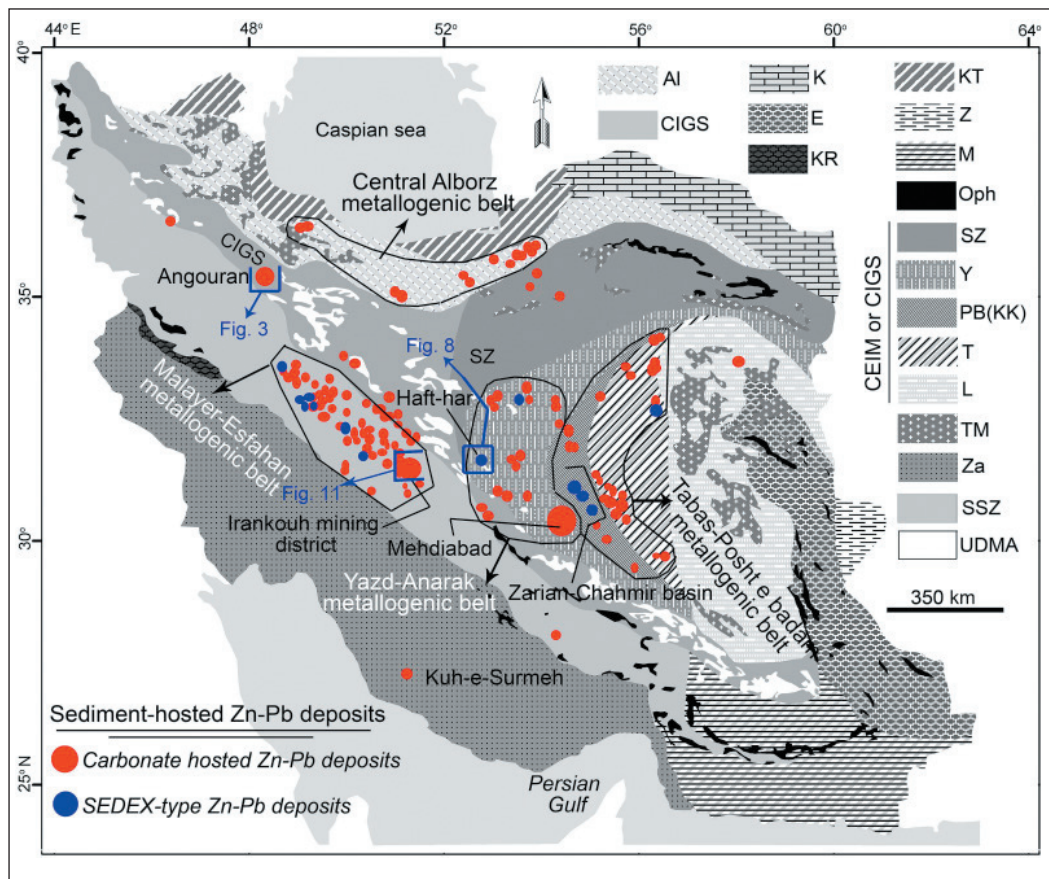 44° E
48°
52°
56°
60°
64°
40°
35°
30°
25° N
Al
CIGS
K
E
KR
KT
Z
M
Oph
SZ
Y
PB(KK)
T
L
TM
Za
SSZ
UDMA
CEIM or CIGS
350 km
Caspian sea
Central Alborz
metallogenic belt
CIGS
Angouran
Fig. 3
SZ
Fig. 8
Haft-har
Malayer-Esfahan
metallogenic belt
Fig. 11
Irankouh mining
district
Mehdiabad
Yazd-Anarak
metallogenic belt
Zarian-Chahmir basin
Tabas-Posht e badam
metallogenic belt
Kuh-e-Surmeh
Persian
Gulf
Sediment-hosted Zn-Pb deposits
Carbonate hosted Zn-Pb deposits
SEDEX-type Zn-Pb deposits